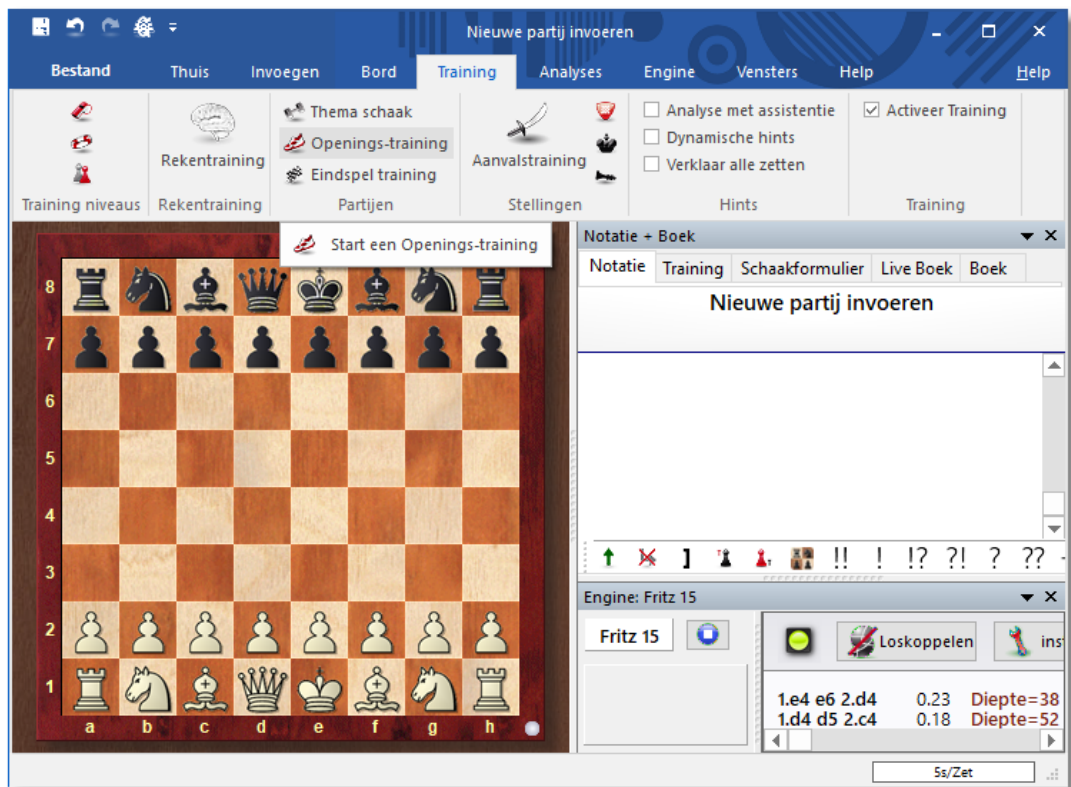 Nieuwe partij invoeren
Bestand Thuis Invoegen Bord Training Analyses Engine Vensters Help Help
Thema schaak
Openings-training
Eindspel training
Rekentraining
Aanvalstraining
Analyse met assistentie
Dynamische hints
Verklaar alle zetten
Activeer Training
Training niveaus Rekentraining Partijen Stellingen Hints Training
Start een Openings-training
8
7
6
5
4
3
2
1
a b c d e f g h
Notatie + Boek
Notatie Training Schaakformulier Live Boek Boek
Nieuwe partij invoeren
] !! ! !? ?! ? ??
Engine: Fritz 15
Fritz 15
Loskoppelen
1.e4 e6 2.d4 0.23 Diepte=38
1.d4 d5 2.c4 0.18 Diepte=52
5s/Zet